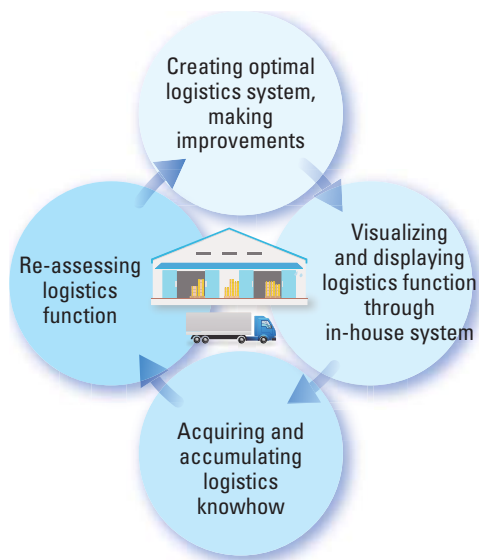 Creating optimal
logistics system,
making
improvements
Visualizing
and displaying
logistics function
through
in-house system
Acquiring and
accumulating
logistics
knowhow
Re-assessing
logistics
function